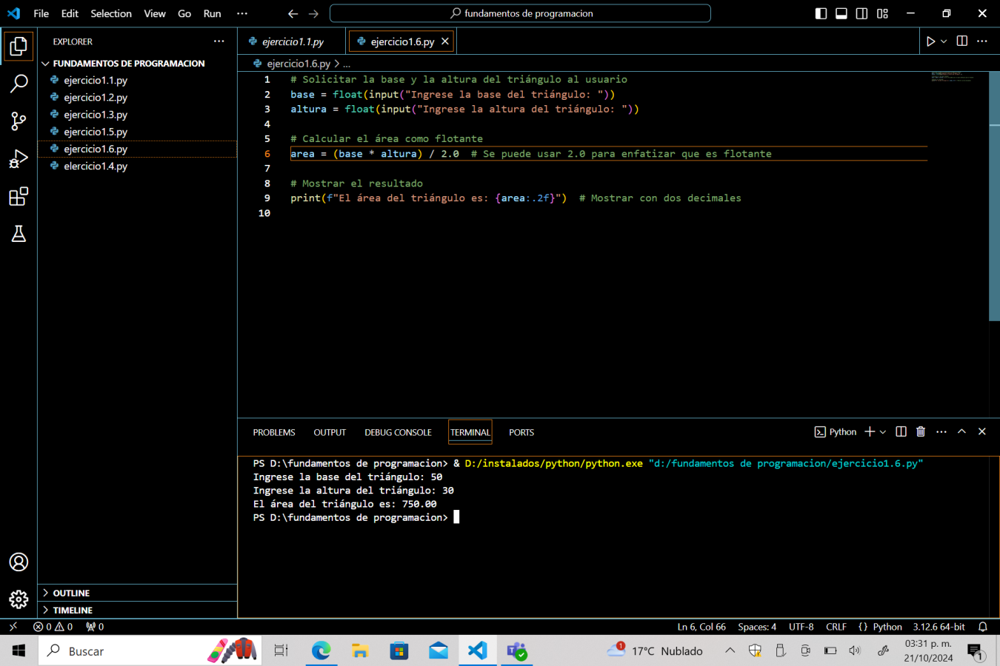 File Edit Selection View Go Run ...
fundamentos de programacion
EXPLORER ...
FUNDAMENTOS DE PROGRAMACION
ejercicio1.1.py
ejercicio1.2.py
ejercicio1.3.py
ejercicio1.5.py
ejercicio1.6.py
elercicio1.4.py
OUTLINE
TIMELINE
ejercicio1.1.py ejercicio1.6.py
ejercicio1.6.py > ...
1 # Solicitar la base y la altura del triángulo al usuario
2 base = float(input("Ingrese la base del triángulo: "))
3 altura = float(input("Ingrese la altura del triángulo: "))
4
5 # Calcular el área como flotante
6 area = (base * altura) / 2.0  # Se puede usar 2.0 para enfatizar que es flotante
7
8 # Mostrar el resultado
9 print(f"El área del triángulo es: {area:.2f}")  # Mostrar con dos decimales
10
PROBLEMS OUTPUT DEBUG CONSOLE TERMINAL PORTS Python
PS D:\fundamentos de programacion> & D:/instalados/python/python.exe "d:/fundamentos de programacion/ejercicio1.6.py"
Ingrese la base del triángulo: 50
Ingrese la altura del triángulo: 30
El área del triángulo es: 750.00
PS D:\fundamentos de programacion>
0 0 0 Ln 6, Col 66 Spaces: 4 UTF-8 CRLF {} Python 3.12.6 64-bit
Buscar 1 17°C Nublado 03:31 p. m.
21/10/2024 1